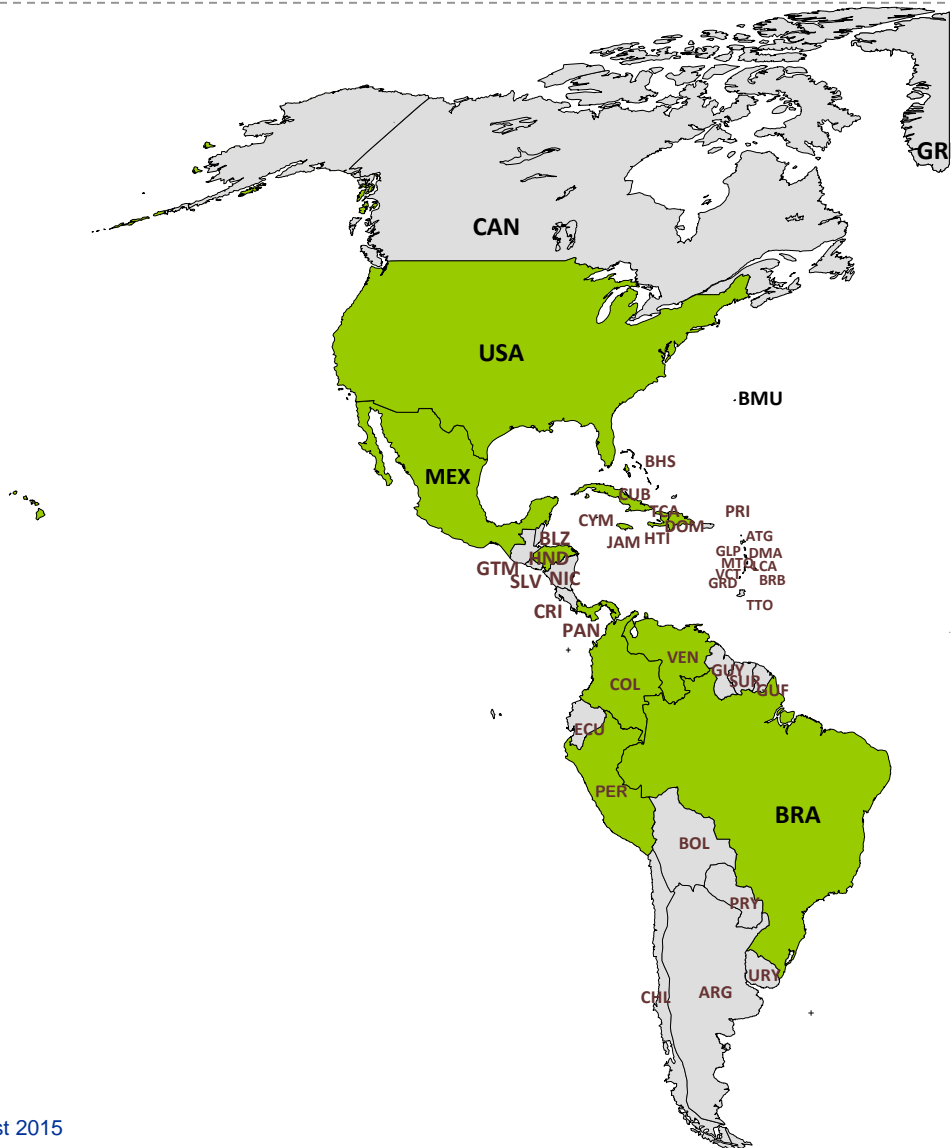 GR
CAN
USA
BMU
MEX
BHS
CUB
TCA
PRI
CYM
DOM
HTI
JAM
ATG
BLZ
GLP
DMA
HND
MTQ
LCA
GTM
VCT
NIC
SLV
GRD
BRB
TTO
CRI
PAN
VEN
GUY
COL
SUR
GUF
ECU
PER
BRA
BOL
PRY
URY
ARG
CHL
st 2015